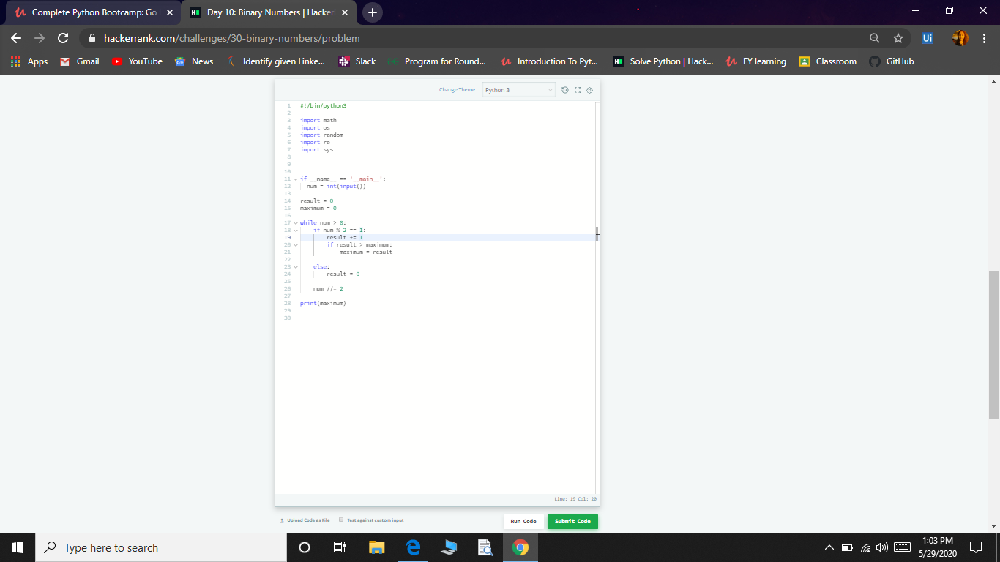 Complete Python Bootcamp: Go
Day 10: Binary Numbers | Hacker
hackerrank.com/challenges/30-binary-numbers/problem
Ui
Apps Gmail YouTube News Identify given Linke... Slack Program for Round... Introduction To Pyt... Solve Python | Hack... EY learning Classroom GitHub
Change Theme Python 3
1 #!/bin/python3
2
3 import math
4 import os
5 import random
6 import re
7 import sys
8
9
10
11 if __name__ == '__main__':
12 num = int(input())
13
14 result = 0
15 maximum = 0
16
17 while num > 0:
18 if num % 2 == 1:
19 result += 1
20 if result > maximum:
21 maximum = result
22
23 else:
24 result = 0
25
26 num //= 2
27
28 print(maximum)
29
30
Line: 19 Col: 20
Upload Code as File Test against custom input Run Code Submit Code
Type here to search
1:03 PM
5/29/2020